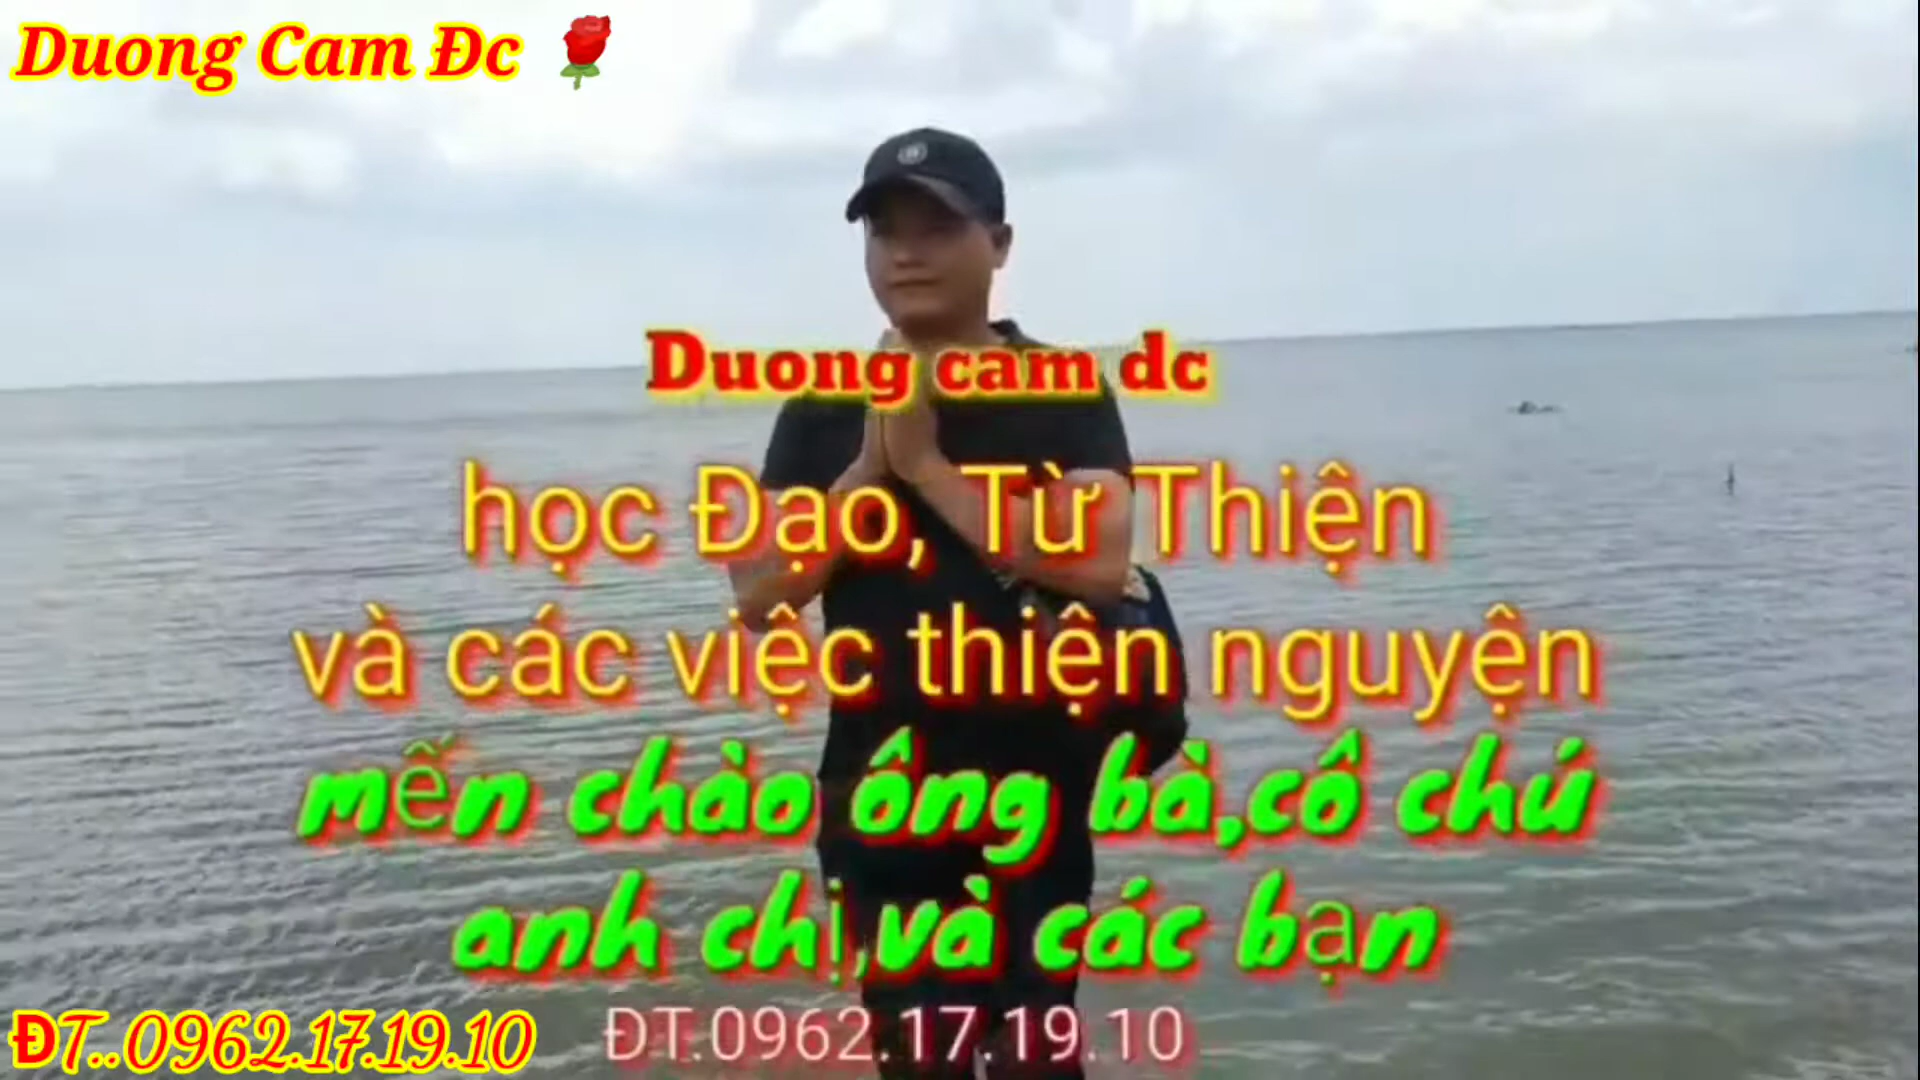 Duong Cam Đc
Duong cam dc
học Đạo, Từ Thiện
và các việc thiện nguyện
mến chào ông bà,cô chú
anh chị,và các bạn
ĐT..0962.17.19.10
ĐT.0962.17.19.10